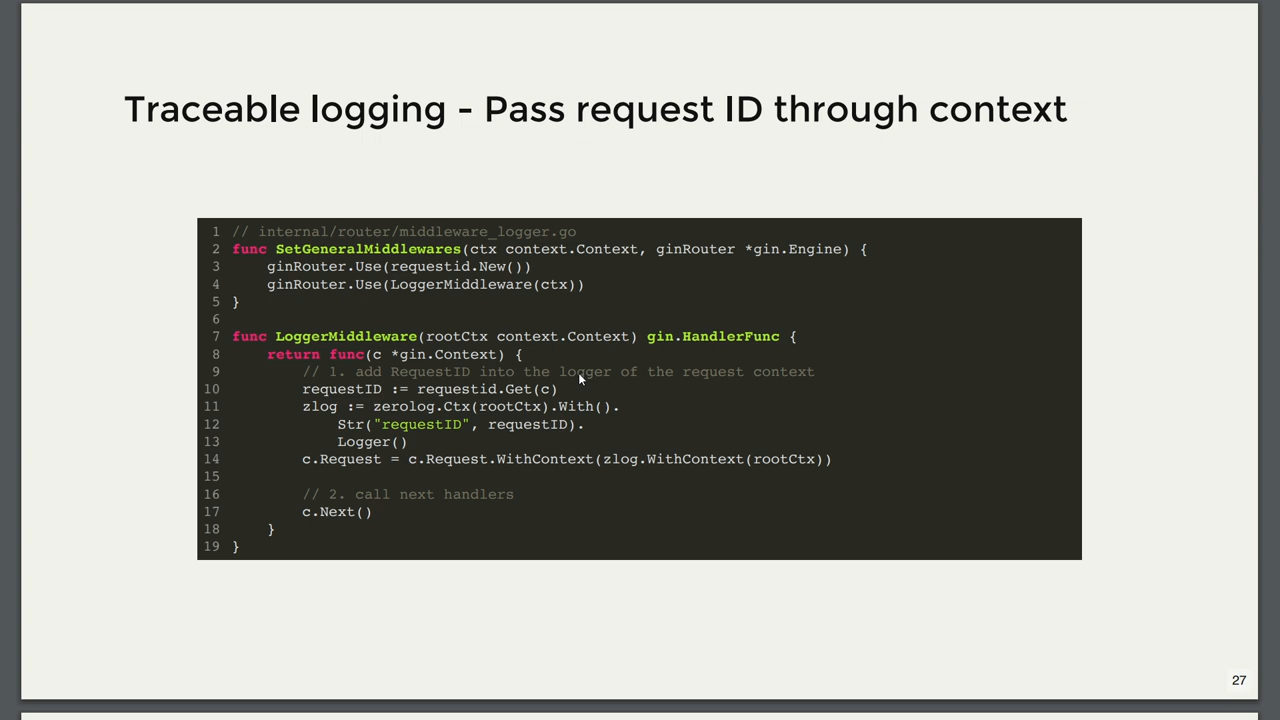 Traceable logging - Pass request ID through context
1 // internal/router/middleware_logger.go
2 func SetGeneralMiddlewares(ctx context.Context, ginRouter *gin.Engine) {
3     ginRouter.Use(requestid.New())
4     ginRouter.Use(LoggerMiddleware(ctx))
5 }
6
7 func LoggerMiddleware(rootCtx context.Context) gin.HandlerFunc {
8     return func(c *gin.Context) {
9         // 1. add RequestID into the logger of the request context
10         requestID := requestid.Get(c)
11         zlog := zerolog.Ctx(rootCtx).With().
12             Str("requestID", requestID).
13             Logger()
14         c.Request = c.Request.WithContext(zlog.WithContext(rootCtx))
15
16         // 2. call next handlers
17         c.Next()
18     }
19 }
27